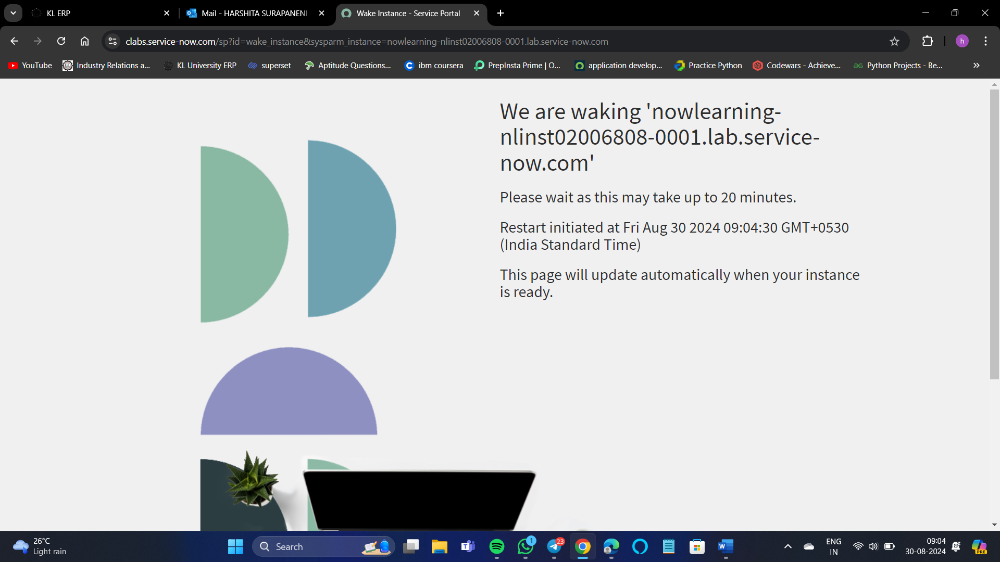 KL ERP
Mail - HARSHITA SURAPANENI
Wake Instance - Service Portal
clabs.service-now.com/sp?id=wake_instance&sysparm_instance=nowlearning-nlinst02006808-0001.lab.service-now.com
h
YouTube
Industry Relations a...
KL University ERP
superset
Aptitude Questions...
ibm coursera
PrepInsta Prime | O...
application develop...
Practice Python
Codewars - Achieve...
Python Projects - Be...
We are waking 'nowlearning-
nlinst02006808-0001.lab.service-
now.com'
Please wait as this may take up to 20 minutes.
Restart initiated at Fri Aug 30 2024 09:04:30 GMT+0530
(India Standard Time)
This page will update automatically when your instance
is ready.
26°C
Light rain
Search
1
23
ENG
IN
09:04
30-08-2024
PRE